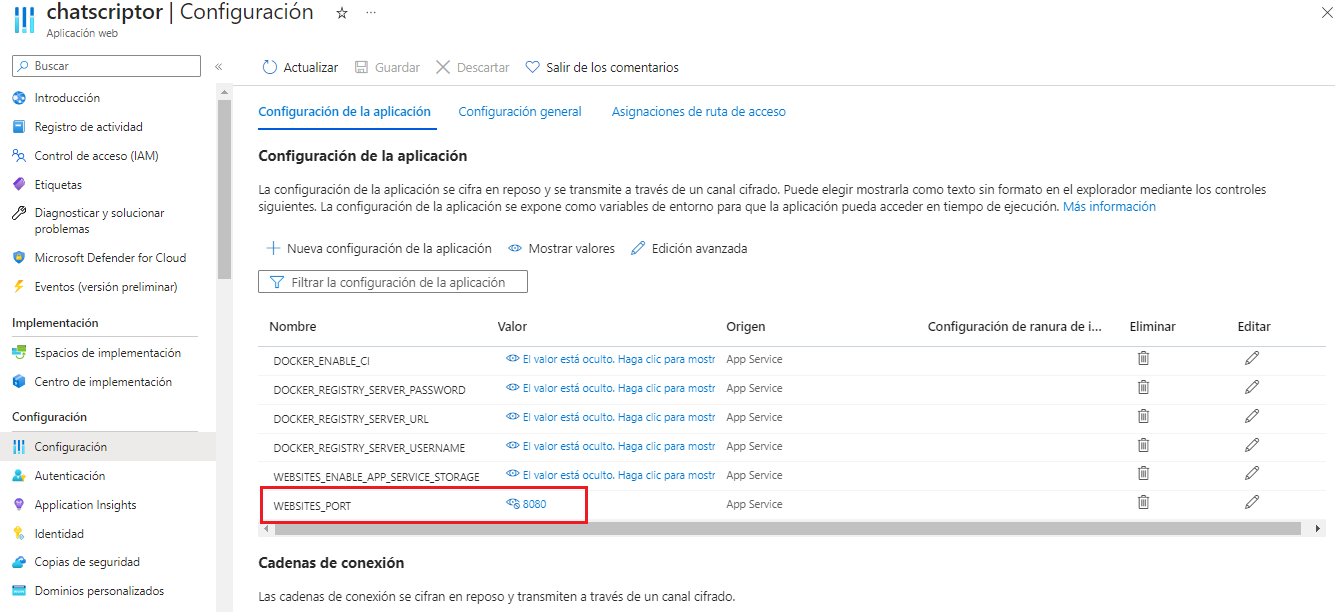 chatscriptor | Configuración
Aplicación web
Buscar
Introducción
Registro de actividad
Control de acceso (IAM)
Etiquetas
Diagnosticar y solucionar
problemas
Microsoft Defender for Cloud
Eventos (versión preliminar)
Implementación
Espacios de implementación
Centro de implementación
Configuración
Configuración
Autenticación
Application Insights
Identidad
Copias de seguridad
Dominios personalizados
Actualizar Guardar Descartar Salir de los comentarios
Configuración de la aplicación Configuración general Asignaciones de ruta de acceso
Configuración de la aplicación
La configuración de la aplicación se cifra en reposo y se transmite a través de un canal cifrado. Puede elegir mostrarla como texto sin formato en el explorador mediante los controles
siguientes. La configuración de la aplicación se expone como variables de entorno para que la aplicación pueda acceder en tiempo de ejecución. Más información
Nueva configuración de la aplicación Mostrar valores Edición avanzada
Filtrar la configuración de la aplicación
Nombre Valor Origen Configuración de ranura de i... Eliminar Editar
DOCKER_ENABLE_CI El valor está oculto. Haga clic para mostr App Service
DOCKER_REGISTRY_SERVER_PASSWORD El valor está oculto. Haga clic para mostr App Service
DOCKER_REGISTRY_SERVER_URL El valor está oculto. Haga clic para mostr App Service
DOCKER_REGISTRY_SERVER_USERNAME El valor está oculto. Haga clic para mostr App Service
WEBSITES_ENABLE_APP_SERVICE_STORAGE El valor está oculto. Haga clic para mostr App Service
WEBSITES_PORT 8080 App Service
Cadenas de conexión
Las cadenas de conexión se cifran en reposo y transmiten a través de un canal cifrado.